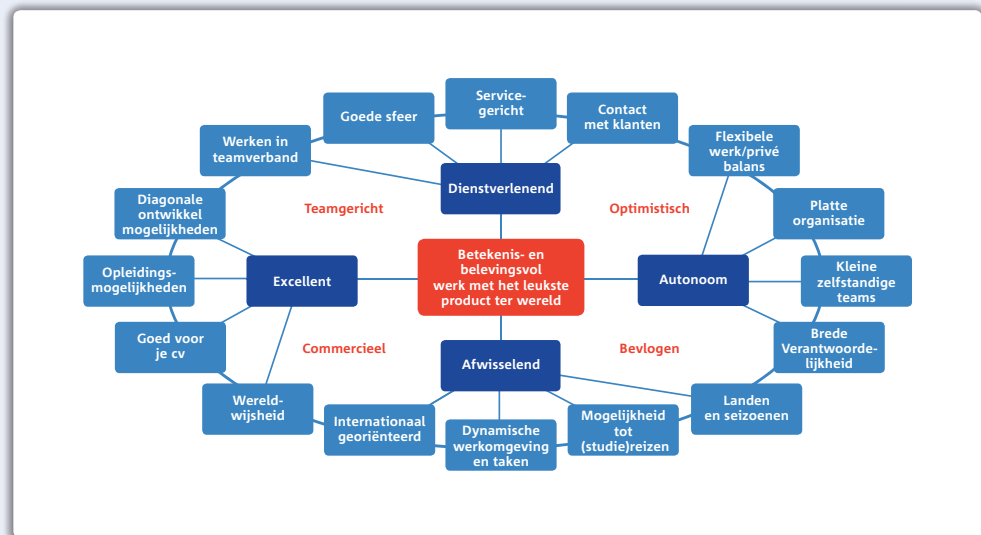 Service-
gericht
Goede sfeer
Contact
met klanten
Werken in
teamverband
Flexibele
werk/privé
balans
Dienstverlenend
Diagonale
ontwikkel
mogelijkheden
Teamgericht
Optimistisch
Platte
organisatie
Opleidings-
mogelijkheden
Excellent
Betekenis- en
belevingsvol
werk met het leukste
product ter wereld
Autonoom
Kleine
zelfstandige
teams
Goed voor
je cv
Commercieel
Bevlogen
Brede
Verantwoorde-
lijkheid
Afwisselend
Wereld-
wijsheid
Landen
en seizoenen
Internationaal
georiënteerd
Dynamische
werkomgeving
en taken
Mogelijkheid
tot
(studie)reizen